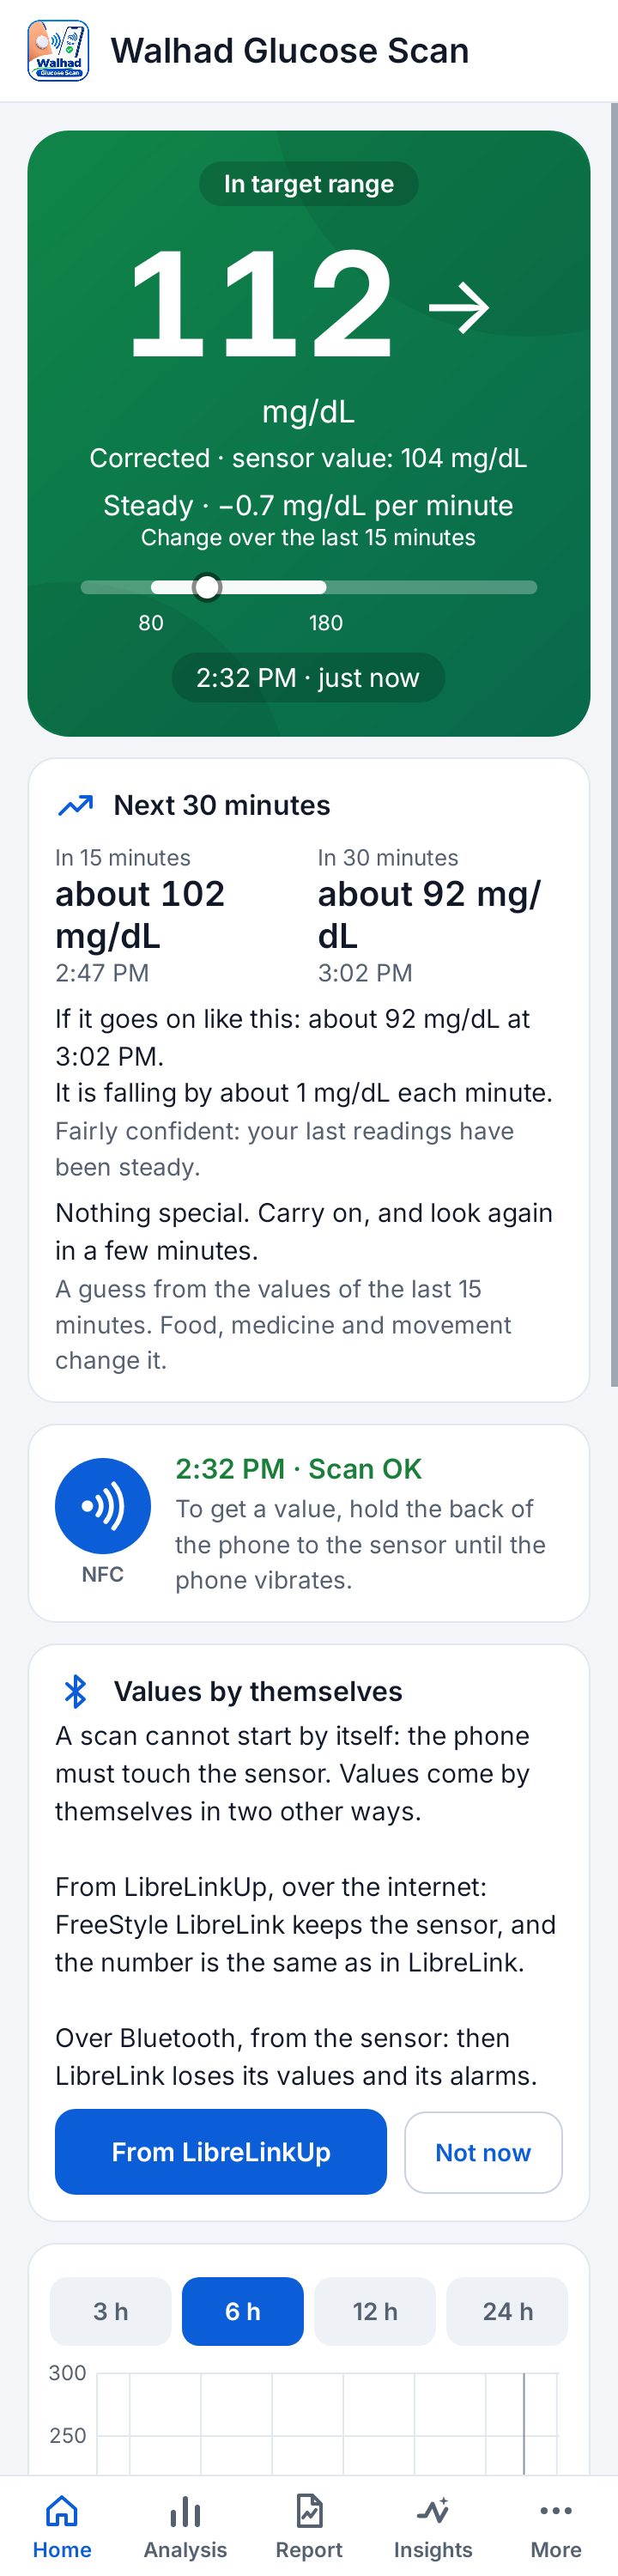 Walhad
Glucose Scan
Walhad Glucose Scan
In target range
112 →
mg/dL
Corrected · sensor value: 104 mg/dL
Steady · −0.7 mg/dL per minute
Change over the last 15 minutes
80 180
2:32 PM · just now
Next 30 minutes
In 15 minutes
about 102
mg/dL
2:47 PM
In 30 minutes
about 92 mg/
dL
3:02 PM
If it goes on like this: about 92 mg/dL at
3:02 PM.
It is falling by about 1 mg/dL each minute.
Fairly confident: your last readings have
been steady.
Nothing special. Carry on, and look again
in a few minutes.
A guess from the values of the last 15
minutes. Food, medicine and movement
change it.
NFC
2:32 PM · Scan OK
To get a value, hold the back of
the phone to the sensor until the
phone vibrates.
Values by themselves
A scan cannot start by itself: the phone
must touch the sensor. Values come by
themselves in two other ways.
From LibreLinkUp, over the internet:
FreeStyle LibreLink keeps the sensor, and
the number is the same as in LibreLink.
Over Bluetooth, from the sensor: then
LibreLink loses its values and its alarms.
From LibreLinkUp
Not now
3 h 6 h 12 h 24 h
300
250
Home Analysis Report Insights More